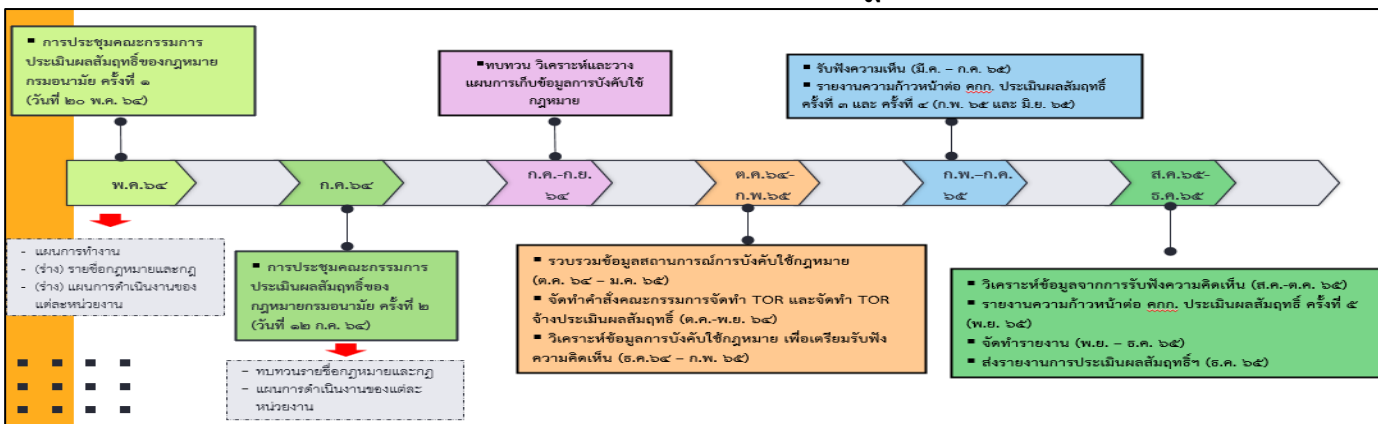 ▪ การประชุมคณะกรรมการ
ประเมินผลสัมฤทธิ์ของกฎหมาย
กรมอนามัย ครั้งที่ ๑
(วันที่ ๒๐ พ.ค. ๖๔)
▪ทบทวน วิเคราะห์และวาง
แผนการเก็บข้อมูลการบังคับใช้
กฎหมาย
▪ รับฟังความเห็น (มี.ค. – ก.ค. ๖๕)
▪ รายงานความก้าวหน้าต่อ คกก. ประเมินผลสัมฤทธิ์
ครั้งที่ ๓ และ ครั้งที่ ๔ (ก.พ. ๖๕ และ มิ.ย. ๖๕)
พ.ค.๖๔
ก.ค.๖๔
ก.ค.-ก.ย.
๖๔
ต.ค.๖๔-
ก.พ.๖๕
ก.พ.-ก.ค.
๖๕
ส.ค.๖๕-
ธ.ค.๖๕
- แผนการทำงาน
- (ร่าง) รายชื่อกฎหมายและกฎ
- (ร่าง) แผนการดำเนินงานของ
แต่ละหน่วยงาน
▪ การประชุมคณะกรรมการ
ประเมินผลสัมฤทธิ์ของ
กฎหมายกรมอนามัย ครั้งที่ ๒
(วันที่ ๑๒ ก.ค. ๖๔)
- ทบทวนรายชื่อกฎหมายและกฎ
- แผนการดำเนินงานของแต่ละ
หน่วยงาน
▪ รวบรวมข้อมูลสถานการณ์การบังคับใช้กฎหมาย
(ต.ค. ๖๔ – ม.ค. ๖๕)
▪ จัดทำคำสั่งคณะกรรมการจัดทำ TOR และจัดทำ TOR
จ้างประเมินผลสัมฤทธิ์ (ต.ค.-พ.ย. ๖๔)
▪ วิเคราะห์ข้อมูลการบังคับใช้กฎหมาย เพื่อเตรียมรับฟัง
ความคิดเห็น (ธ.ค.๖๔ – ก.พ. ๖๕)
▪ วิเคราะห์ข้อมูลจากการรับฟังความคิดเห็น (ส.ค.-ต.ค. ๖๕)
▪ รายงานความก้าวหน้าต่อ คกก. ประเมินผลสัมฤทธิ์ ครั้งที่ ๕
(พ.ย. ๖๕)
▪ จัดทำรายงาน (พ.ย. – ธ.ค. ๖๕)
▪ ส่งรายงานการประเมินผลสัมฤทธิ์ฯ (ธ.ค. ๖๕)